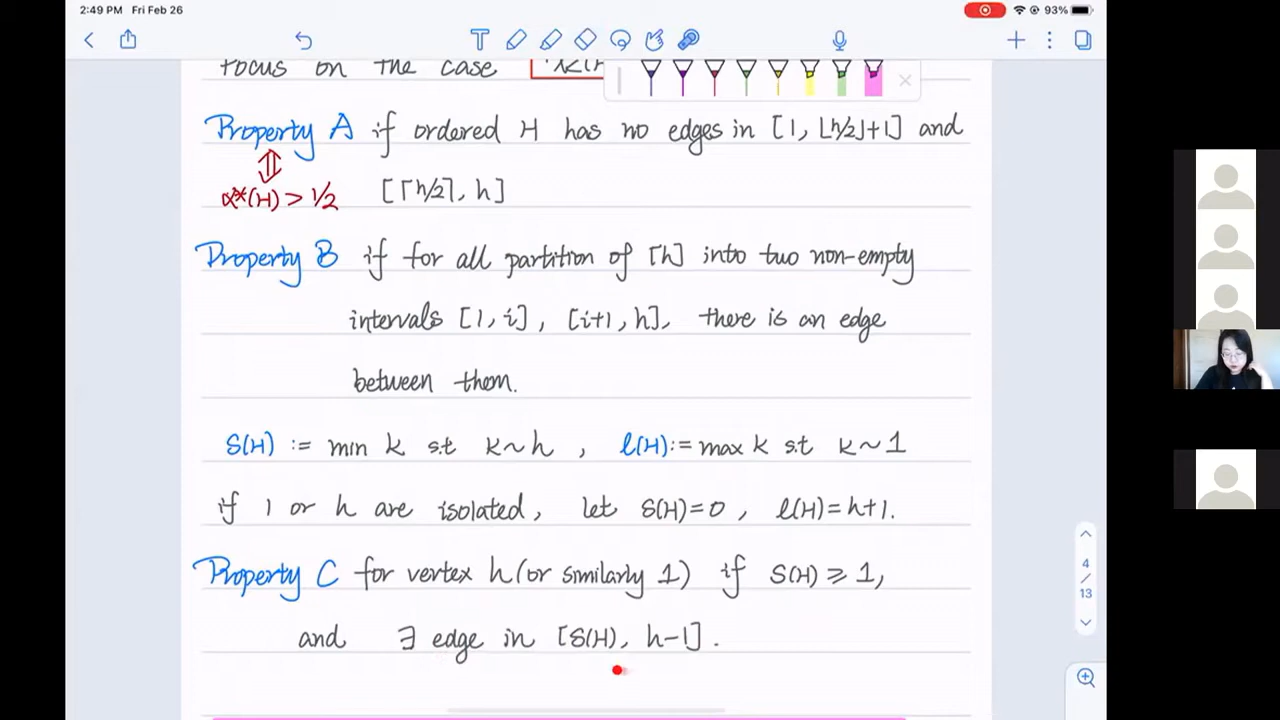 2:49 PM Fri Feb 26
93%
focus on the case
Property A if ordered H has no edges in [1, ⌊h/2⌋+1] and
⇕
α*(H) > 1/2 [⌈h/2⌉, h]
Property B if for all partition of [h] into two non-empty
intervals [1, i], [i+1, h], there is an edge
between them.
S(H) := min k s.t k~h , l(H) := max k s.t k~1
if 1 or h are isolated, let S(H)=0, l(H)=h+1.
Property C for vertex h (or similarly 1) if S(H) ≥ 1,
and ∃ edge in [S(H), h-1].
4
/
13